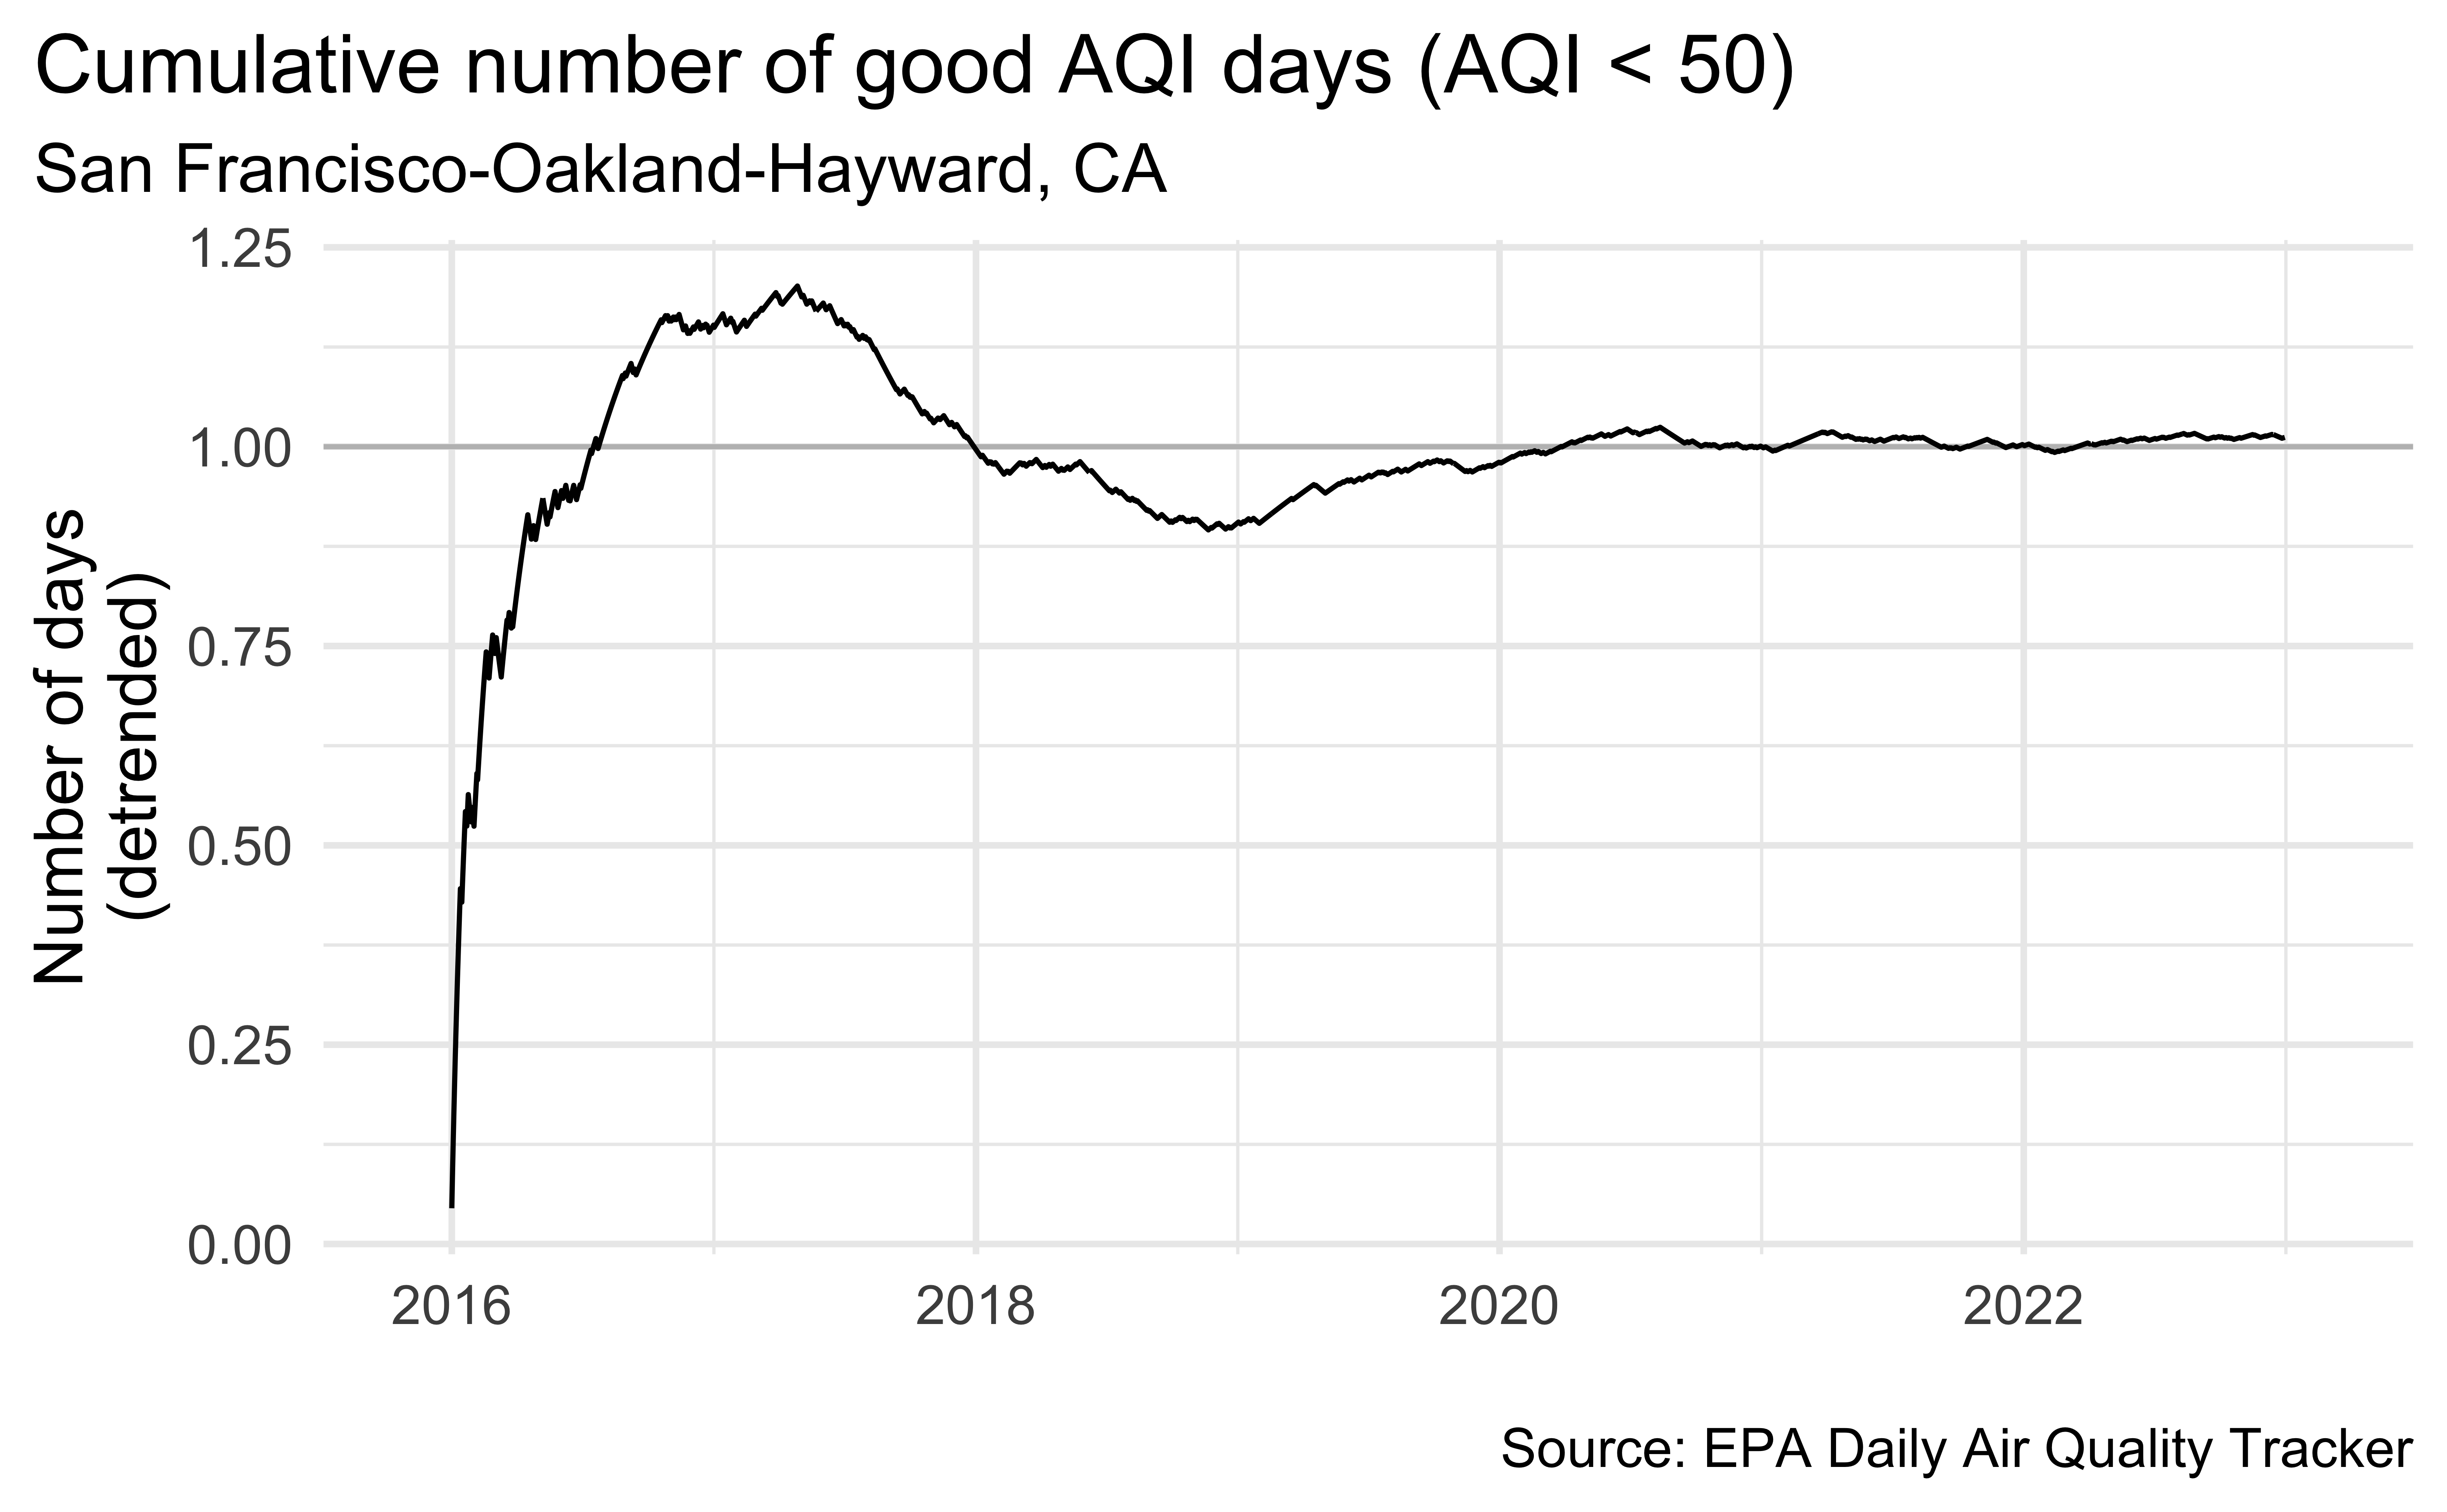 Cumulative number of good AQI days (AQI < 50)
San Francisco-Oakland-Hayward, CA
Number of days
(detrended)
1.25
1.00
0.75
0.50
0.25
0.00
2016
2018
2020
2022
Source: EPA Daily Air Quality Tracker